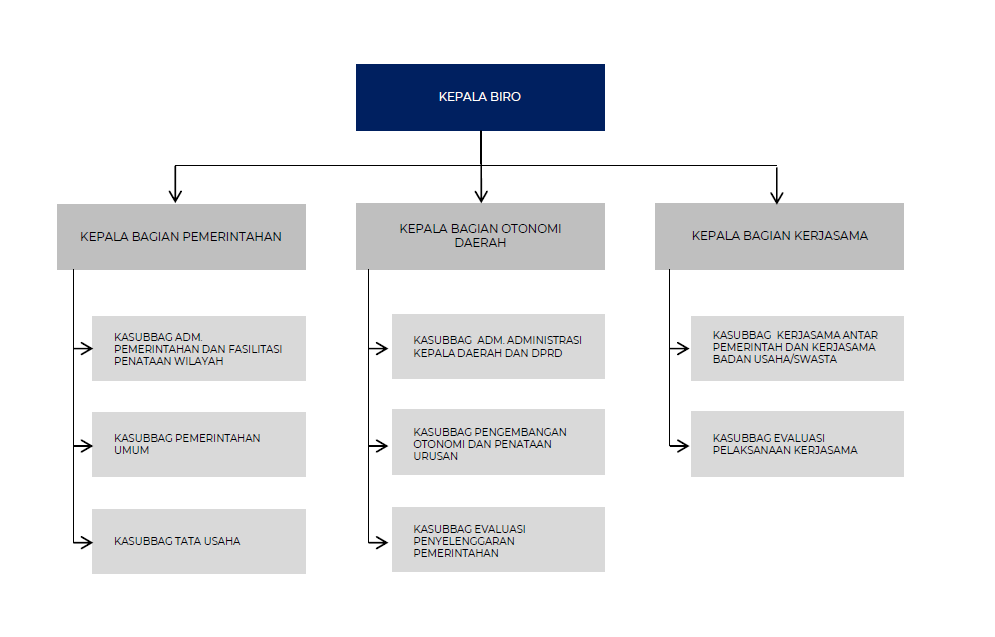 KEPALA BIRO
KEPALA BAGIAN PEMERINTAHAN
KASUBBAG ADM.
PEMERINTAHAN DAN FASILITASI
PENATAAN WILAYAH
KASUBBAG PEMERINTAHAN
UMUM
KASUBBAG TATA USAHA
KEPALA BAGIAN OTONOMI
DAERAH
KASUBBAG ADM. ADMINISTRASI
KEPALA DAERAH DAN DPRD
KASUBBAG PENGEMBANGAN
OTONOMI DAN PENATAAN
URUSAN
KASUBBAG EVALUASI
PENYELENGGARAN
PEMERINTAHAN
KEPALA BAGIAN KERJASAMA
KASUBBAG KERJASAMA ANTAR
PEMERINTAH DAN KERJASAMA
BADAN USAHA/SWASTA
KASUBBAG EVALUASI
PELAKSANAAN KERJASAMA